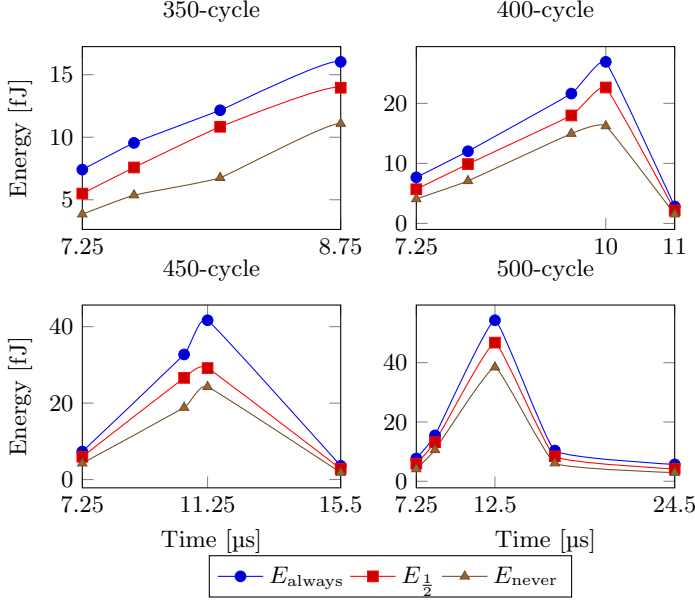 350-cycle
400-cycle
Energy [fJ]
15
10
5
7.25
8.75
20
10
0
7.25
10
11
450-cycle
500-cycle
Energy [fJ]
40
20
0
7.25
11.25
15.5
Time [µs]
40
20
0
7.25
12.5
24.5
Time [µs]
E_always E_{1/2} E_never